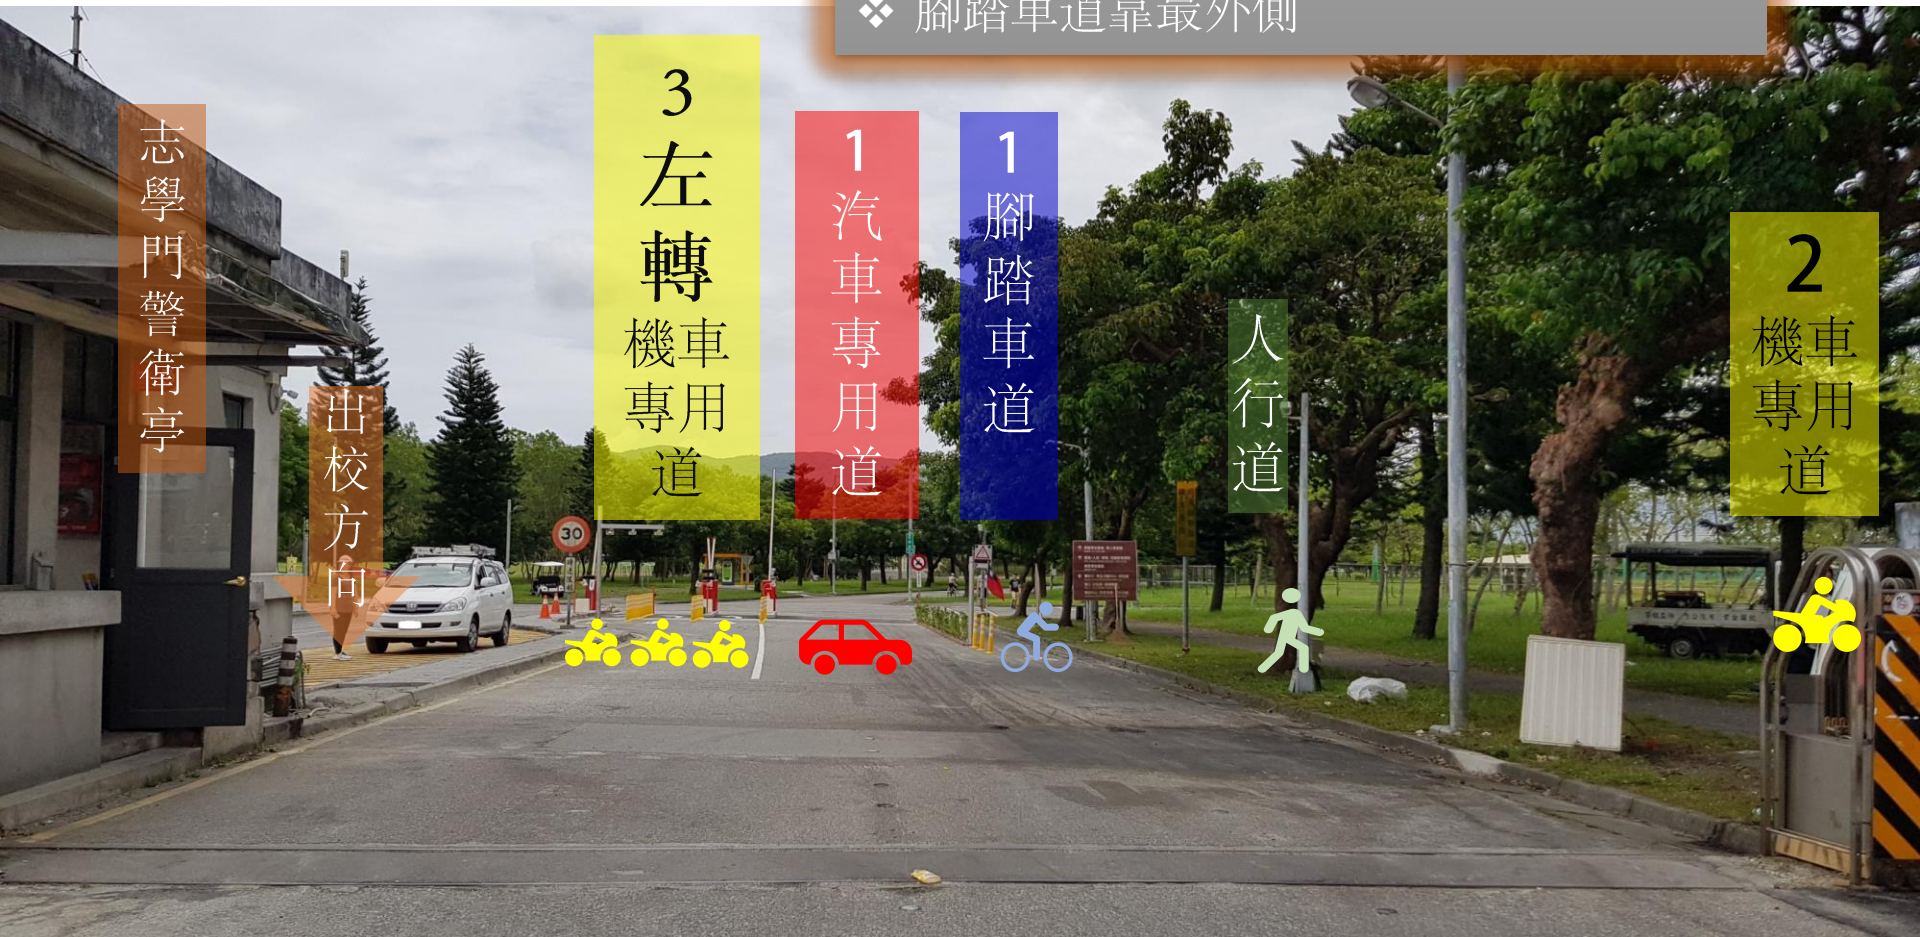 ❖ 腳踏車道靠最外側
志學門警衛亭
出校方向
3
左
轉
機車
專用
道
1
汽車專用道
1
腳踏車道
人行道
2
機車
專用
道
30